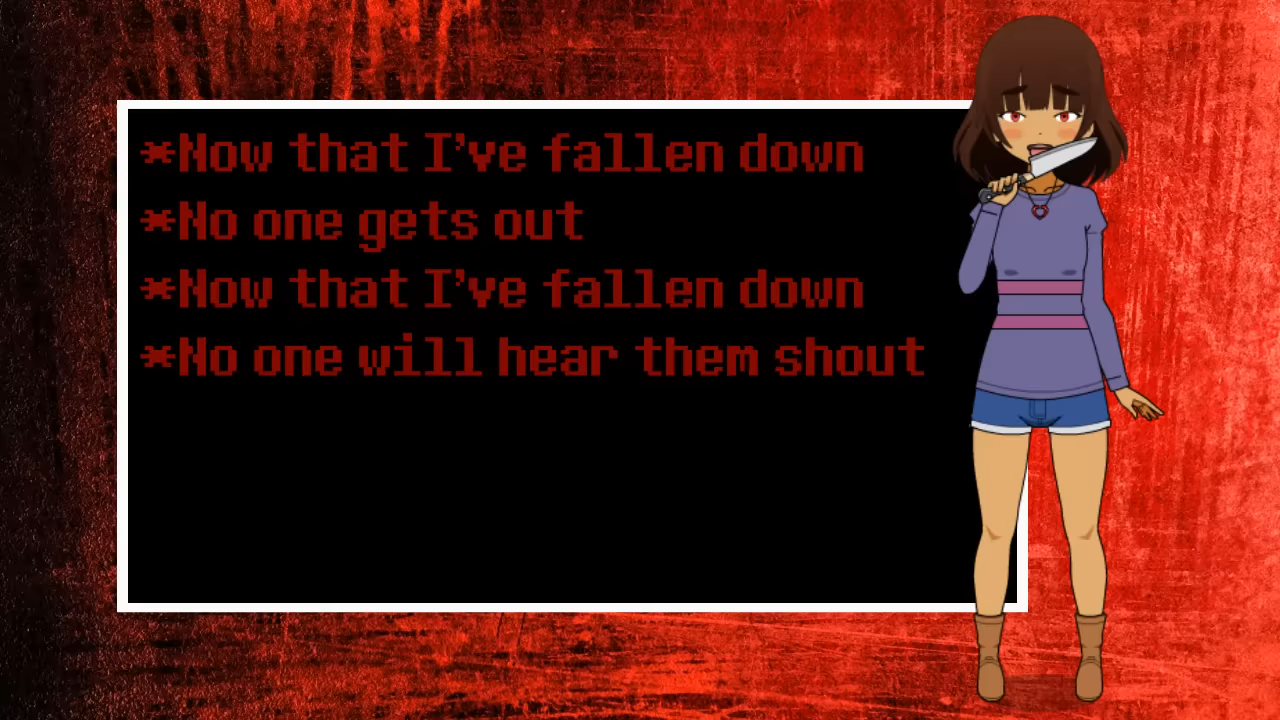 *Now that I've fallen down
*No one gets out
*Now that I've fallen down
*No one will hear them shout